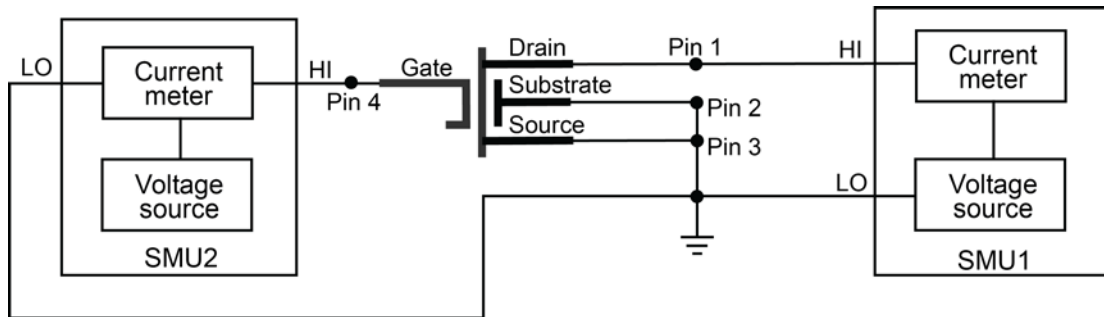 LO
Current
meter
HI
Pin 4
Voltage
source
SMU2
Gate
Drain
Substrate
Source
Pin 1
Pin 2
Pin 3
HI
LO
Current
meter
Voltage
source
SMU1